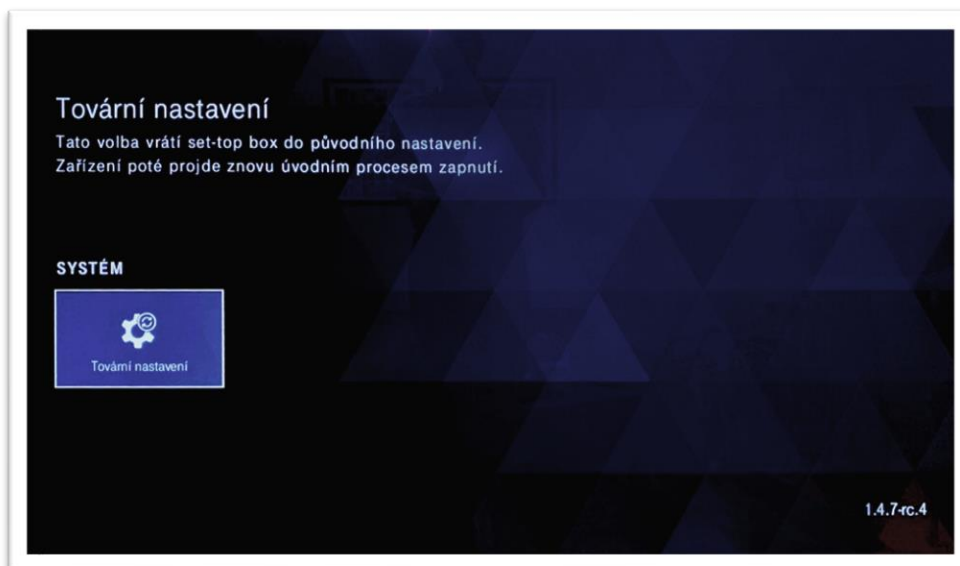 Tovární nastavení
Tato volba vrátí set-top box do původního nastavení.
Zařízení poté projde znovu úvodním procesem zapnutí.
SYSTÉM
Tovární nastavení
1.4.7-rc.4